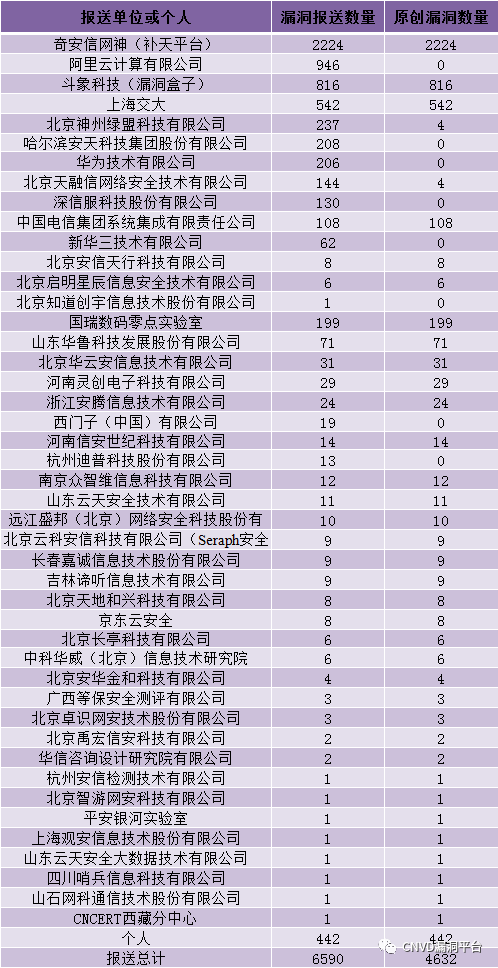 报送单位或个人 漏洞报送数量 原创漏洞数量
奇安信网神（补天平台） 2224 2224
阿里云计算有限公司 946 0
斗象科技（漏洞盒子） 816 816
上海交大 542 542
北京神州绿盟科技有限公司 237 4
哈尔滨安天科技集团股份有限公司 208 0
华为技术有限公司 206 0
北京天融信网络安全技术有限公司 144 4
深信服科技股份有限公司 130 0
中国电信集团系统集成有限责任公司 108 108
新华三技术有限公司 62 0
北京安信天行科技有限公司 8 8
北京启明星辰信息安全技术有限公司 6 6
北京知道创宇信息技术股份有限公司 1 0
国瑞数码零点实验室 199 199
山东华鲁科技发展股份有限公司 71 71
北京华云安信息技术有限公司 31 31
河南灵创电子科技有限公司 29 29
浙江安腾信息技术有限公司 24 24
西门子（中国）有限公司 19 0
河南信安世纪科技有限公司 14 14
杭州迪普科技股份有限公司 13 0
南京众智维信息科技有限公司 12 12
山东云天安全技术有限公司 11 11
远江盛邦（北京）网络安全科技股份有 10 10
北京云科安信科技有限公司（Seraph安全 9 9
长春嘉诚信息技术股份有限公司 9 9
吉林谛听信息技术有限公司 9 9
北京天地和兴科技有限公司 8 8
京东云安全 8 8
北京长亭科技有限公司 6 6
中科华威（北京）信息技术研究院 6 6
北京安华金和科技有限公司 4 4
广西等保安全测评有限公司 3 3
北京卓识网安技术股份有限公司 3 3
北京禹宏信安科技有限公司 2 2
华信咨询设计研究院有限公司 2 2
杭州安信检测技术有限公司 1 1
北京智游网安科技有限公司 1 1
平安银河实验室 1 1
上海观安信息技术股份有限公司 1 1
山东云天安全大数据技术有限公司 1 1
四川哨兵信息科技有限公司 1 1
山石网科通信技术股份有限公司 1 1
CNCERT西藏分中心 1 1
个人 442 442
报送总计 6590 4632
CNVD漏洞平台